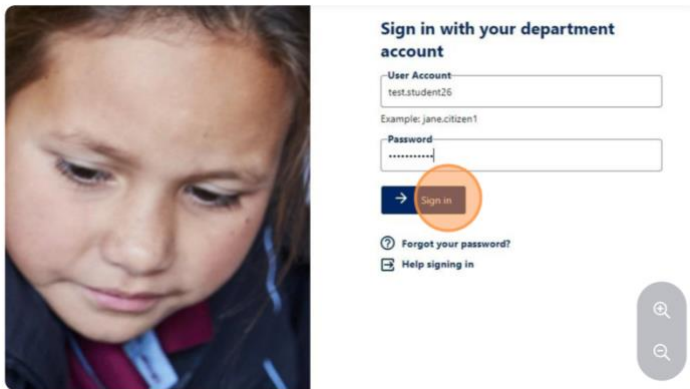 Sign in with your department
account
User Account
test.student26
Example: jane.citizen1
Password
•••••••••••
Sign in
Forgot your password?
Help signing in